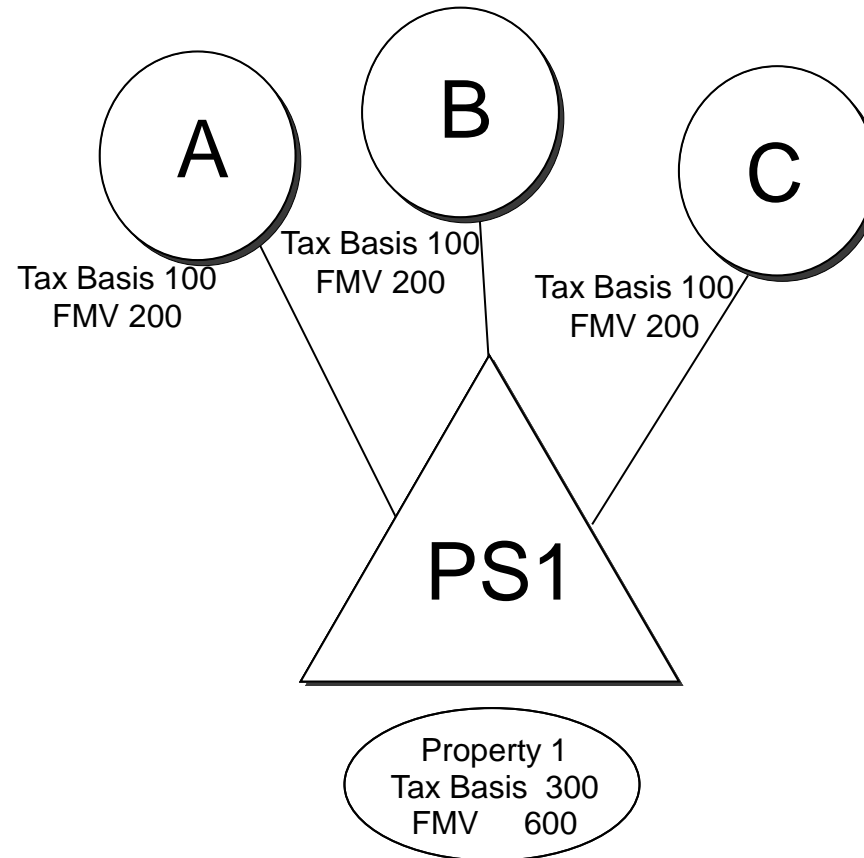 A
B
C
Tax Basis 100
FMV 200
Tax Basis 100
FMV 200
Tax Basis 100
FMV 200
PS1
Property 1
Tax Basis 300
FMV 600